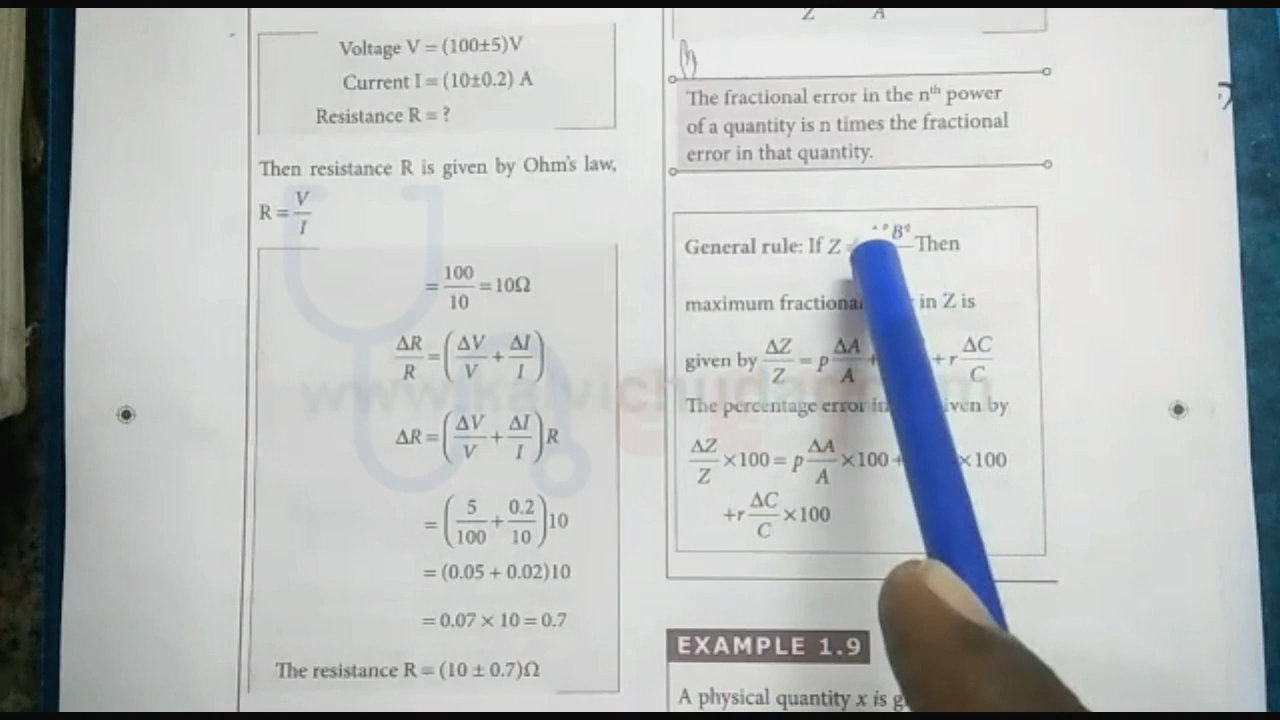 Voltage V = (100±5)V
Current I = (10±0.2) A
Resistance R = ?
Then resistance R is given by Ohm's law,
R = V/I
= 100/10 = 10Ω
ΔR/R = (ΔV/V + ΔI/I)
ΔR = (ΔV/V + ΔI/I)R
= (5/100 + 0.2/10)10
= (0.05 + 0.02)10
= 0.07 × 10 = 0.7
The resistance R = (10 ± 0.7)Ω
Z A
The fractional error in the nth power
of a quantity is n times the fractional
error in that quantity.
General rule: If Z B^q Then
maximum fractional in Z is
given by ΔZ/Z = p ΔA/A + r ΔC/C
The percentage error by
ΔZ/Z ×100 = p ΔA/A ×100 + ×100
+r ΔC/C ×100
EXAMPLE 1.9
A physical quantity x is